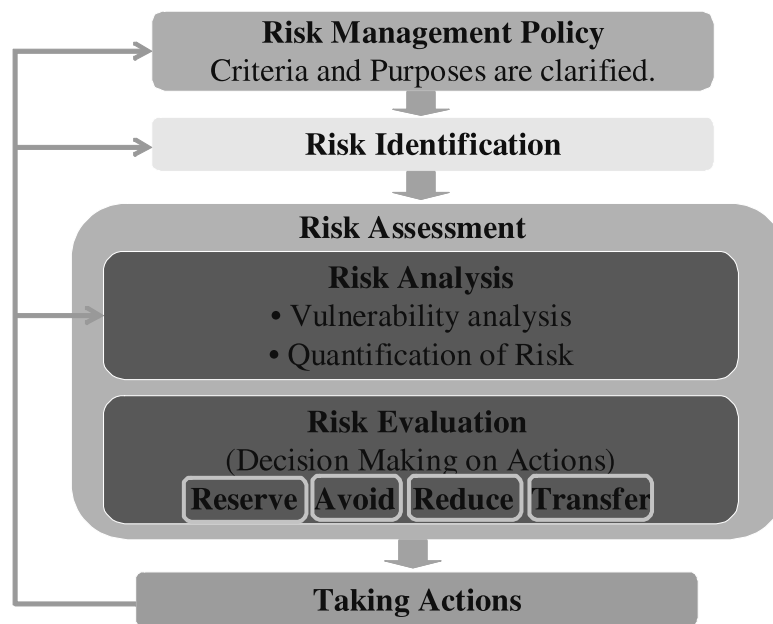 Risk Management Policy
Criteria and Purposes are clarified.
Risk Identification
Risk Assessment
Risk Analysis
• Vulnerability analysis
• Quantification of Risk
Risk Evaluation
(Decision Making on Actions)
Reserve Avoid Reduce Transfer
Taking Actions